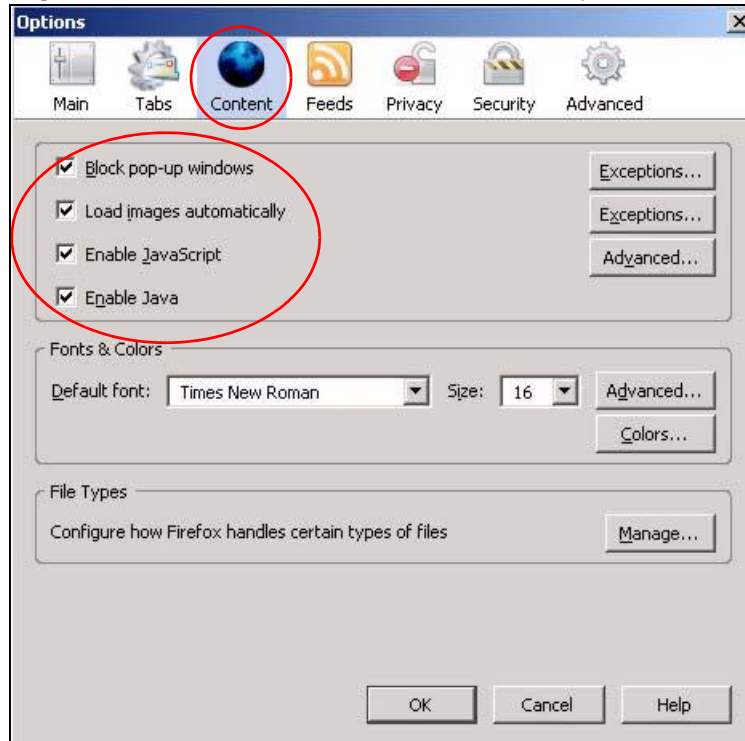 Options
Main Tabs Content Feeds Privacy Security Advanced
Block pop-up windows Exceptions...
Load images automatically Exceptions...
Enable JavaScript Advanced...
Enable Java
Fonts & Colors
Default font: Times New Roman Size: 16 Advanced...
Colors...
File Types
Configure how Firefox handles certain types of files Manage...
OK Cancel Help